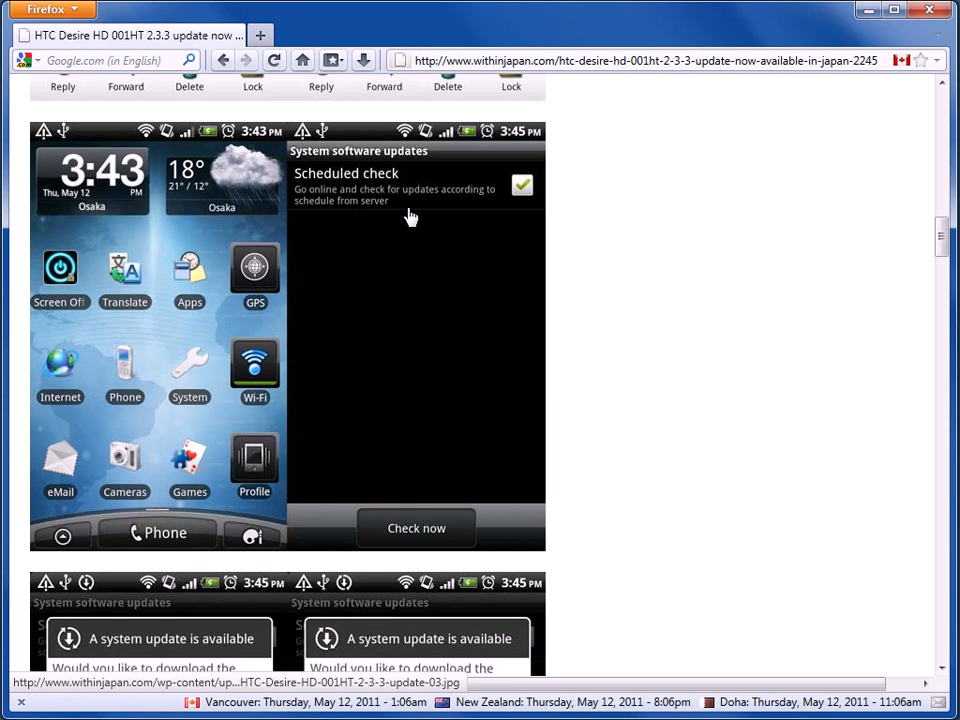 Firefox
HTC Desire HD 001HT 2.3.3 update now ...
Google.com (in English)
http://www.withinjapan.com/htc-desire-hd-001ht-2-3-3-update-now-available-in-japan-2245
Reply Forward Delete Lock Reply Forward Delete Lock
3:43 PM
3:45 PM
3:43
Thu, May 12 PM
Osaka
18°
21° / 12°
Osaka
System software updates
Scheduled check
Go online and check for updates according to
schedule from server
Screen Off Translate Apps GPS
Internet Phone System Wi-Fi
eMail Cameras Games Profile
Phone
Check now
3:45 PM
3:45 PM
System software updates
System software updates
A system update is available
A system update is available
Would you like to download the
Would you like to download the
http://www.withinjapan.com/wp-content/up...HTC-Desire-HD-001HT-2-3-3-update-03.jpg
Vancouver: Thursday, May 12, 2011 - 1:06am New Zealand: Thursday, May 12, 2011 - 8:06pm Doha: Thursday, May 12, 2011 - 11:06am